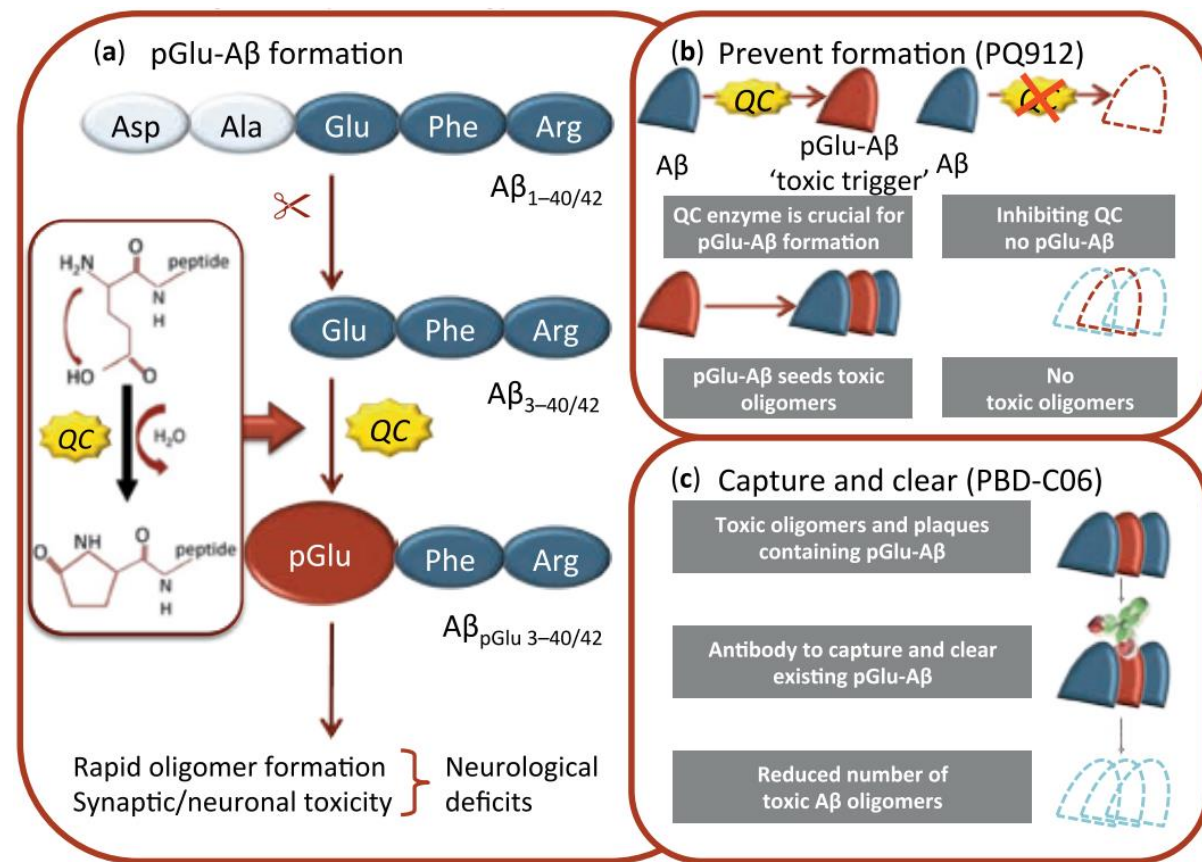 (a) pGlu-Aβ formation
Asp Ala Glu Phe Arg
Aβ1–40/42
H2N
O
peptide
N
H
HO
O
Glu Phe Arg
Aβ3–40/42
QC
H2O
QC
O
NH
O
peptide
N
H
pGlu Phe Arg
AβpGlu 3–40/42
Rapid oligomer formation
Synaptic/neuronal toxicity
Neurological
deficits
(b) Prevent formation (PQ912)
QC
QC
Aβ
pGlu-Aβ
'toxic trigger'
Aβ
QC enzyme is crucial for
pGlu-Aβ formation
Inhibiting QC
no pGlu-Aβ
pGlu-Aβ seeds toxic
oligomers
No
toxic oligomers
(c) Capture and clear (PBD-C06)
Toxic oligomers and plaques
containing pGlu-Aβ
Antibody to capture and clear
existing pGlu-Aβ
Reduced number of
toxic Aβ oligomers